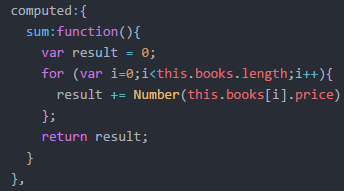 computed:{
  sum:function(){
    var result = 0;
    for (var i=0;i<this.books.length;i++){
      result += Number(this.books[i].price)
    };
    return result;
  }
},